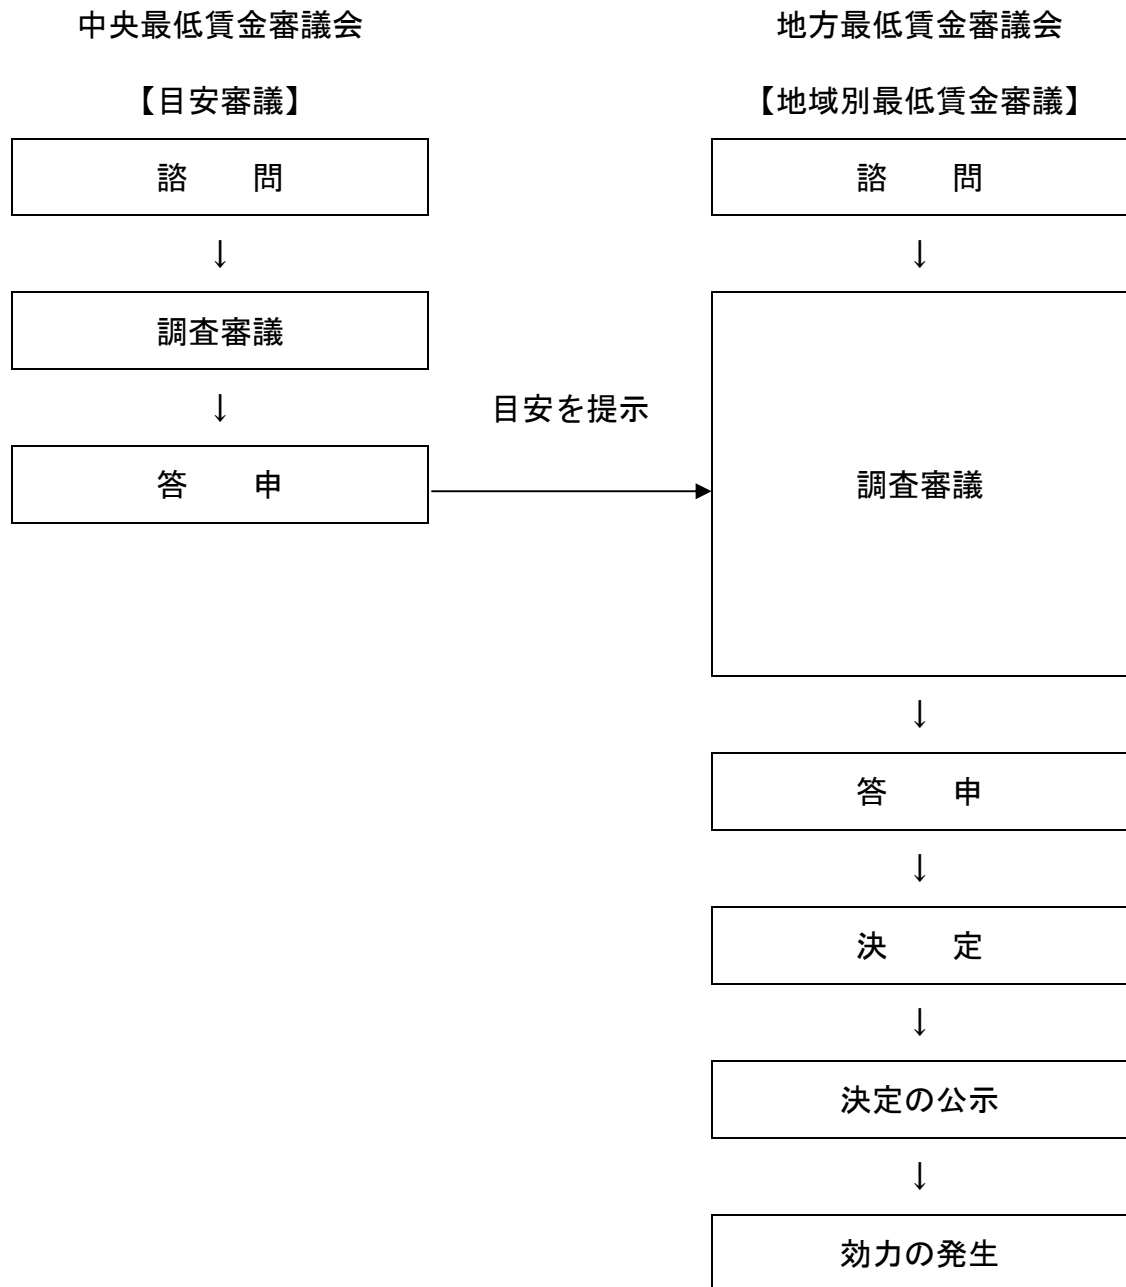 中央最低賃金審議会
【目安審議】
諮　　問
↓
調査審議
↓
答　　申
目安を提示
地方最低賃金審議会
【地域別最低賃金審議】
諮　　問
↓
調査審議
↓
答　　申
↓
決　　定
↓
決定の公示
↓
効力の発生